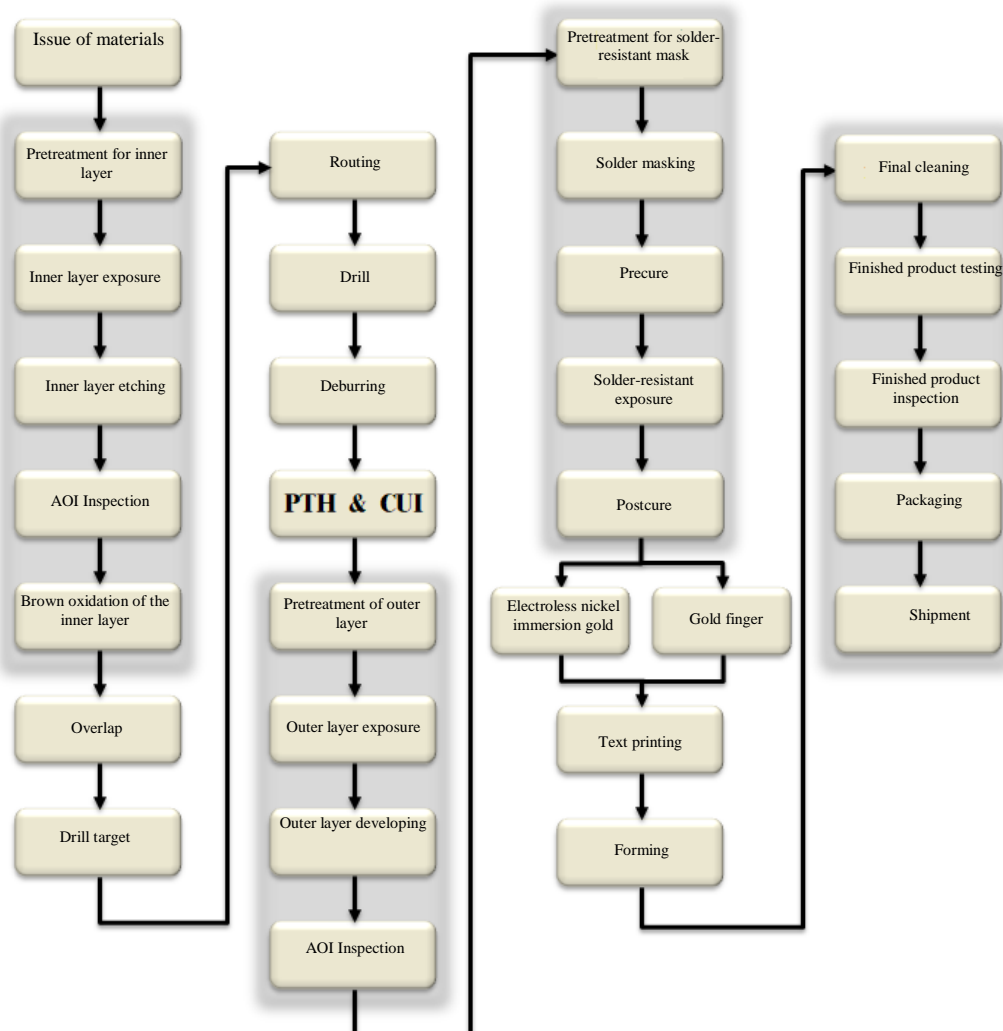 Issue of materials
Pretreatment for inner
layer
Inner layer exposure
Inner layer etching
AOI Inspection
Brown oxidation of the
inner layer
Overlap
Drill target
Routing
Drill
Deburring
PTH & CUI
Pretreatment of outer
layer
Outer layer exposure
Outer layer developing
AOI Inspection
Pretreatment for solder-
resistant mask
Solder masking
Precure
Solder-resistant
exposure
Postcure
Electroless nickel
immersion gold
Gold finger
Text printing
Forming
Final cleaning
Finished product testing
Finished product
inspection
Packaging
Shipment